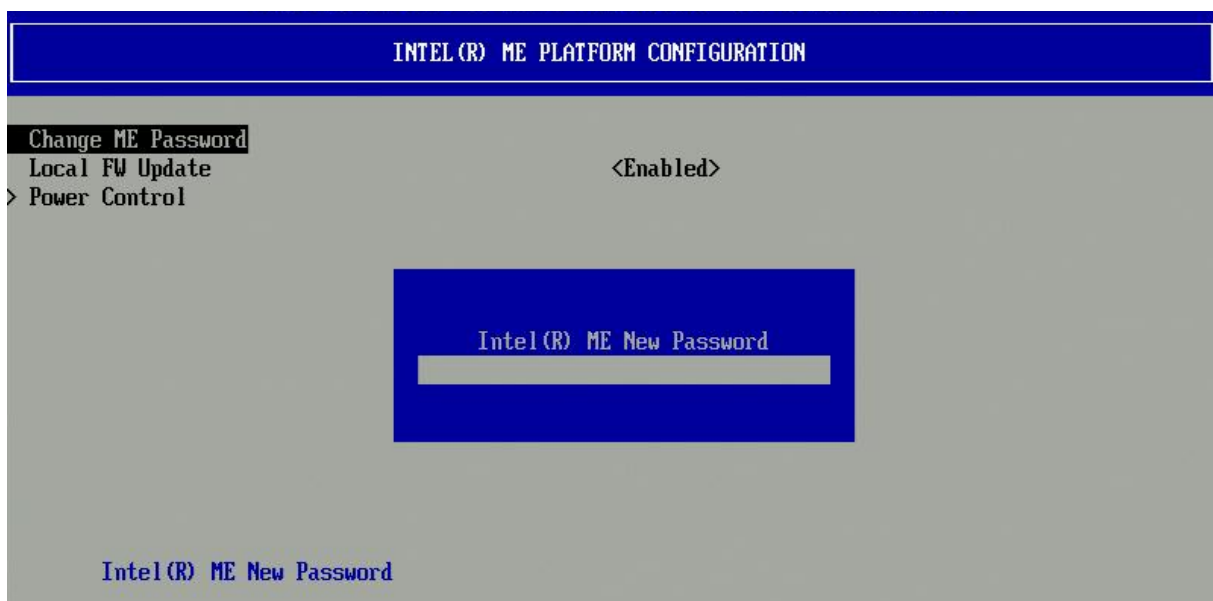 INTEL(R) ME PLATFORM CONFIGURATION
Change ME Password
Local FW Update <Enabled>
> Power Control
Intel(R) ME New Password
Intel(R) ME New Password